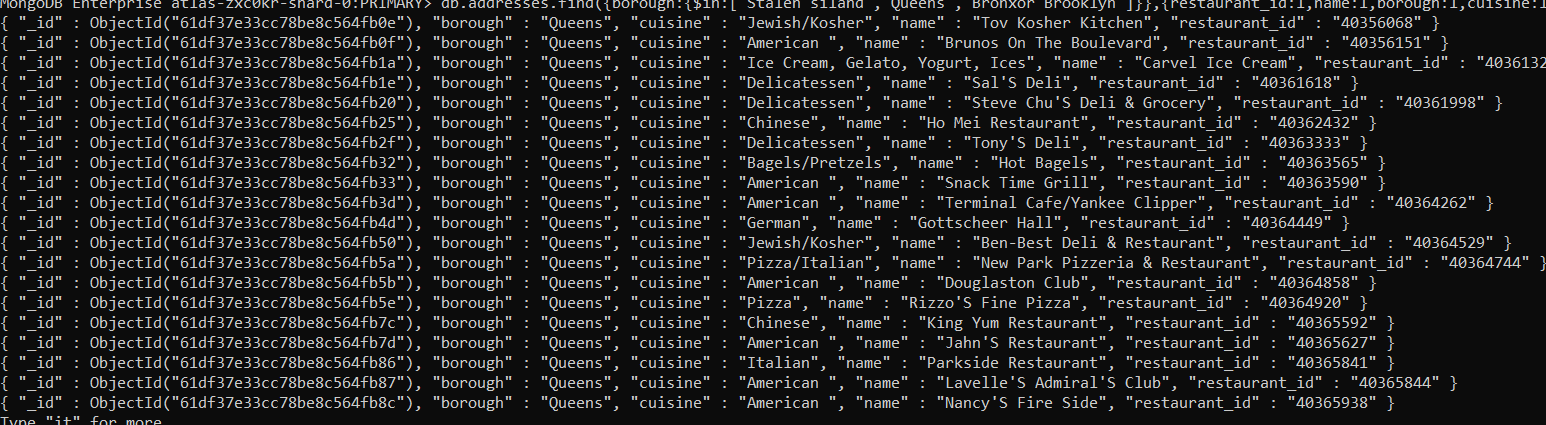 MongoDB Enterprise atlas-zxc0kr-shard-0:PRIMARY> db.addresses.find({borough:{$in:["Stalen siland","Queens","Bronxor Brooklyn"]}},{restaurant_id:1,name:1,borough:1,cuisine:1
{ "_id" : ObjectId("61df37e33cc78be8c564fb0e"), "borough" : "Queens", "cuisine" : "Jewish/Kosher", "name" : "Tov Kosher Kitchen", "restaurant_id" : "40356068" }
{ "_id" : ObjectId("61df37e33cc78be8c564fb0f"), "borough" : "Queens", "cuisine" : "American ", "name" : "Brunos On The Boulevard", "restaurant_id" : "40356151" }
{ "_id" : ObjectId("61df37e33cc78be8c564fb1a"), "borough" : "Queens", "cuisine" : "Ice Cream, Gelato, Yogurt, Ices", "name" : "Carvel Ice Cream", "restaurant_id" : "4036132
{ "_id" : ObjectId("61df37e33cc78be8c564fb1e"), "borough" : "Queens", "cuisine" : "Delicatessen", "name" : "Sal'S Deli", "restaurant_id" : "40361618" }
{ "_id" : ObjectId("61df37e33cc78be8c564fb20"), "borough" : "Queens", "cuisine" : "Delicatessen", "name" : "Steve Chu'S Deli & Grocery", "restaurant_id" : "40361998" }
{ "_id" : ObjectId("61df37e33cc78be8c564fb25"), "borough" : "Queens", "cuisine" : "Chinese", "name" : "Ho Mei Restaurant", "restaurant_id" : "40362432" }
{ "_id" : ObjectId("61df37e33cc78be8c564fb2f"), "borough" : "Queens", "cuisine" : "Delicatessen", "name" : "Tony'S Deli", "restaurant_id" : "40363333" }
{ "_id" : ObjectId("61df37e33cc78be8c564fb32"), "borough" : "Queens", "cuisine" : "Bagels/Pretzels", "name" : "Hot Bagels", "restaurant_id" : "40363565" }
{ "_id" : ObjectId("61df37e33cc78be8c564fb33"), "borough" : "Queens", "cuisine" : "American ", "name" : "Snack Time Grill", "restaurant_id" : "40363590" }
{ "_id" : ObjectId("61df37e33cc78be8c564fb3d"), "borough" : "Queens", "cuisine" : "American ", "name" : "Terminal Cafe/Yankee Clipper", "restaurant_id" : "40364262" }
{ "_id" : ObjectId("61df37e33cc78be8c564fb4d"), "borough" : "Queens", "cuisine" : "German", "name" : "Gottscheer Hall", "restaurant_id" : "40364449" }
{ "_id" : ObjectId("61df37e33cc78be8c564fb50"), "borough" : "Queens", "cuisine" : "Jewish/Kosher", "name" : "Ben-Best Deli & Restaurant", "restaurant_id" : "40364529" }
{ "_id" : ObjectId("61df37e33cc78be8c564fb5a"), "borough" : "Queens", "cuisine" : "Pizza/Italian", "name" : "New Park Pizzeria & Restaurant", "restaurant_id" : "40364744" }
{ "_id" : ObjectId("61df37e33cc78be8c564fb5b"), "borough" : "Queens", "cuisine" : "American ", "name" : "Douglaston Club", "restaurant_id" : "40364858" }
{ "_id" : ObjectId("61df37e33cc78be8c564fb5e"), "borough" : "Queens", "cuisine" : "Pizza", "name" : "Rizzo'S Fine Pizza", "restaurant_id" : "40364920" }
{ "_id" : ObjectId("61df37e33cc78be8c564fb7c"), "borough" : "Queens", "cuisine" : "Chinese", "name" : "King Yum Restaurant", "restaurant_id" : "40365592" }
{ "_id" : ObjectId("61df37e33cc78be8c564fb7d"), "borough" : "Queens", "cuisine" : "American ", "name" : "Jahn'S Restaurant", "restaurant_id" : "40365627" }
{ "_id" : ObjectId("61df37e33cc78be8c564fb86"), "borough" : "Queens", "cuisine" : "Italian", "name" : "Parkside Restaurant", "restaurant_id" : "40365841" }
{ "_id" : ObjectId("61df37e33cc78be8c564fb87"), "borough" : "Queens", "cuisine" : "American ", "name" : "Lavelle'S Admiral'S Club", "restaurant_id" : "40365844" }
{ "_id" : ObjectId("61df37e33cc78be8c564fb8c"), "borough" : "Queens", "cuisine" : "American ", "name" : "Nancy'S Fire Side", "restaurant_id" : "40365938" }
Type "it" for more